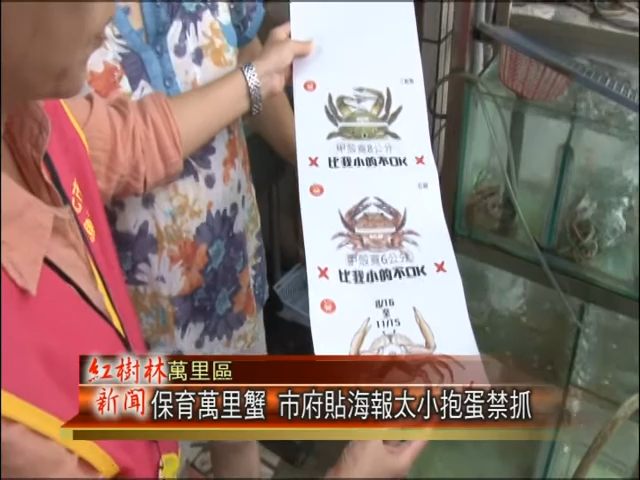 甲殼寬8公分
✗比我小的不OK✗
甲殼寬6公分
✗比我小的不OK✗
8/16
至
11/15
紅樹林
新聞
萬里區
保育萬里蟹 市府貼海報太小抱蛋禁抓